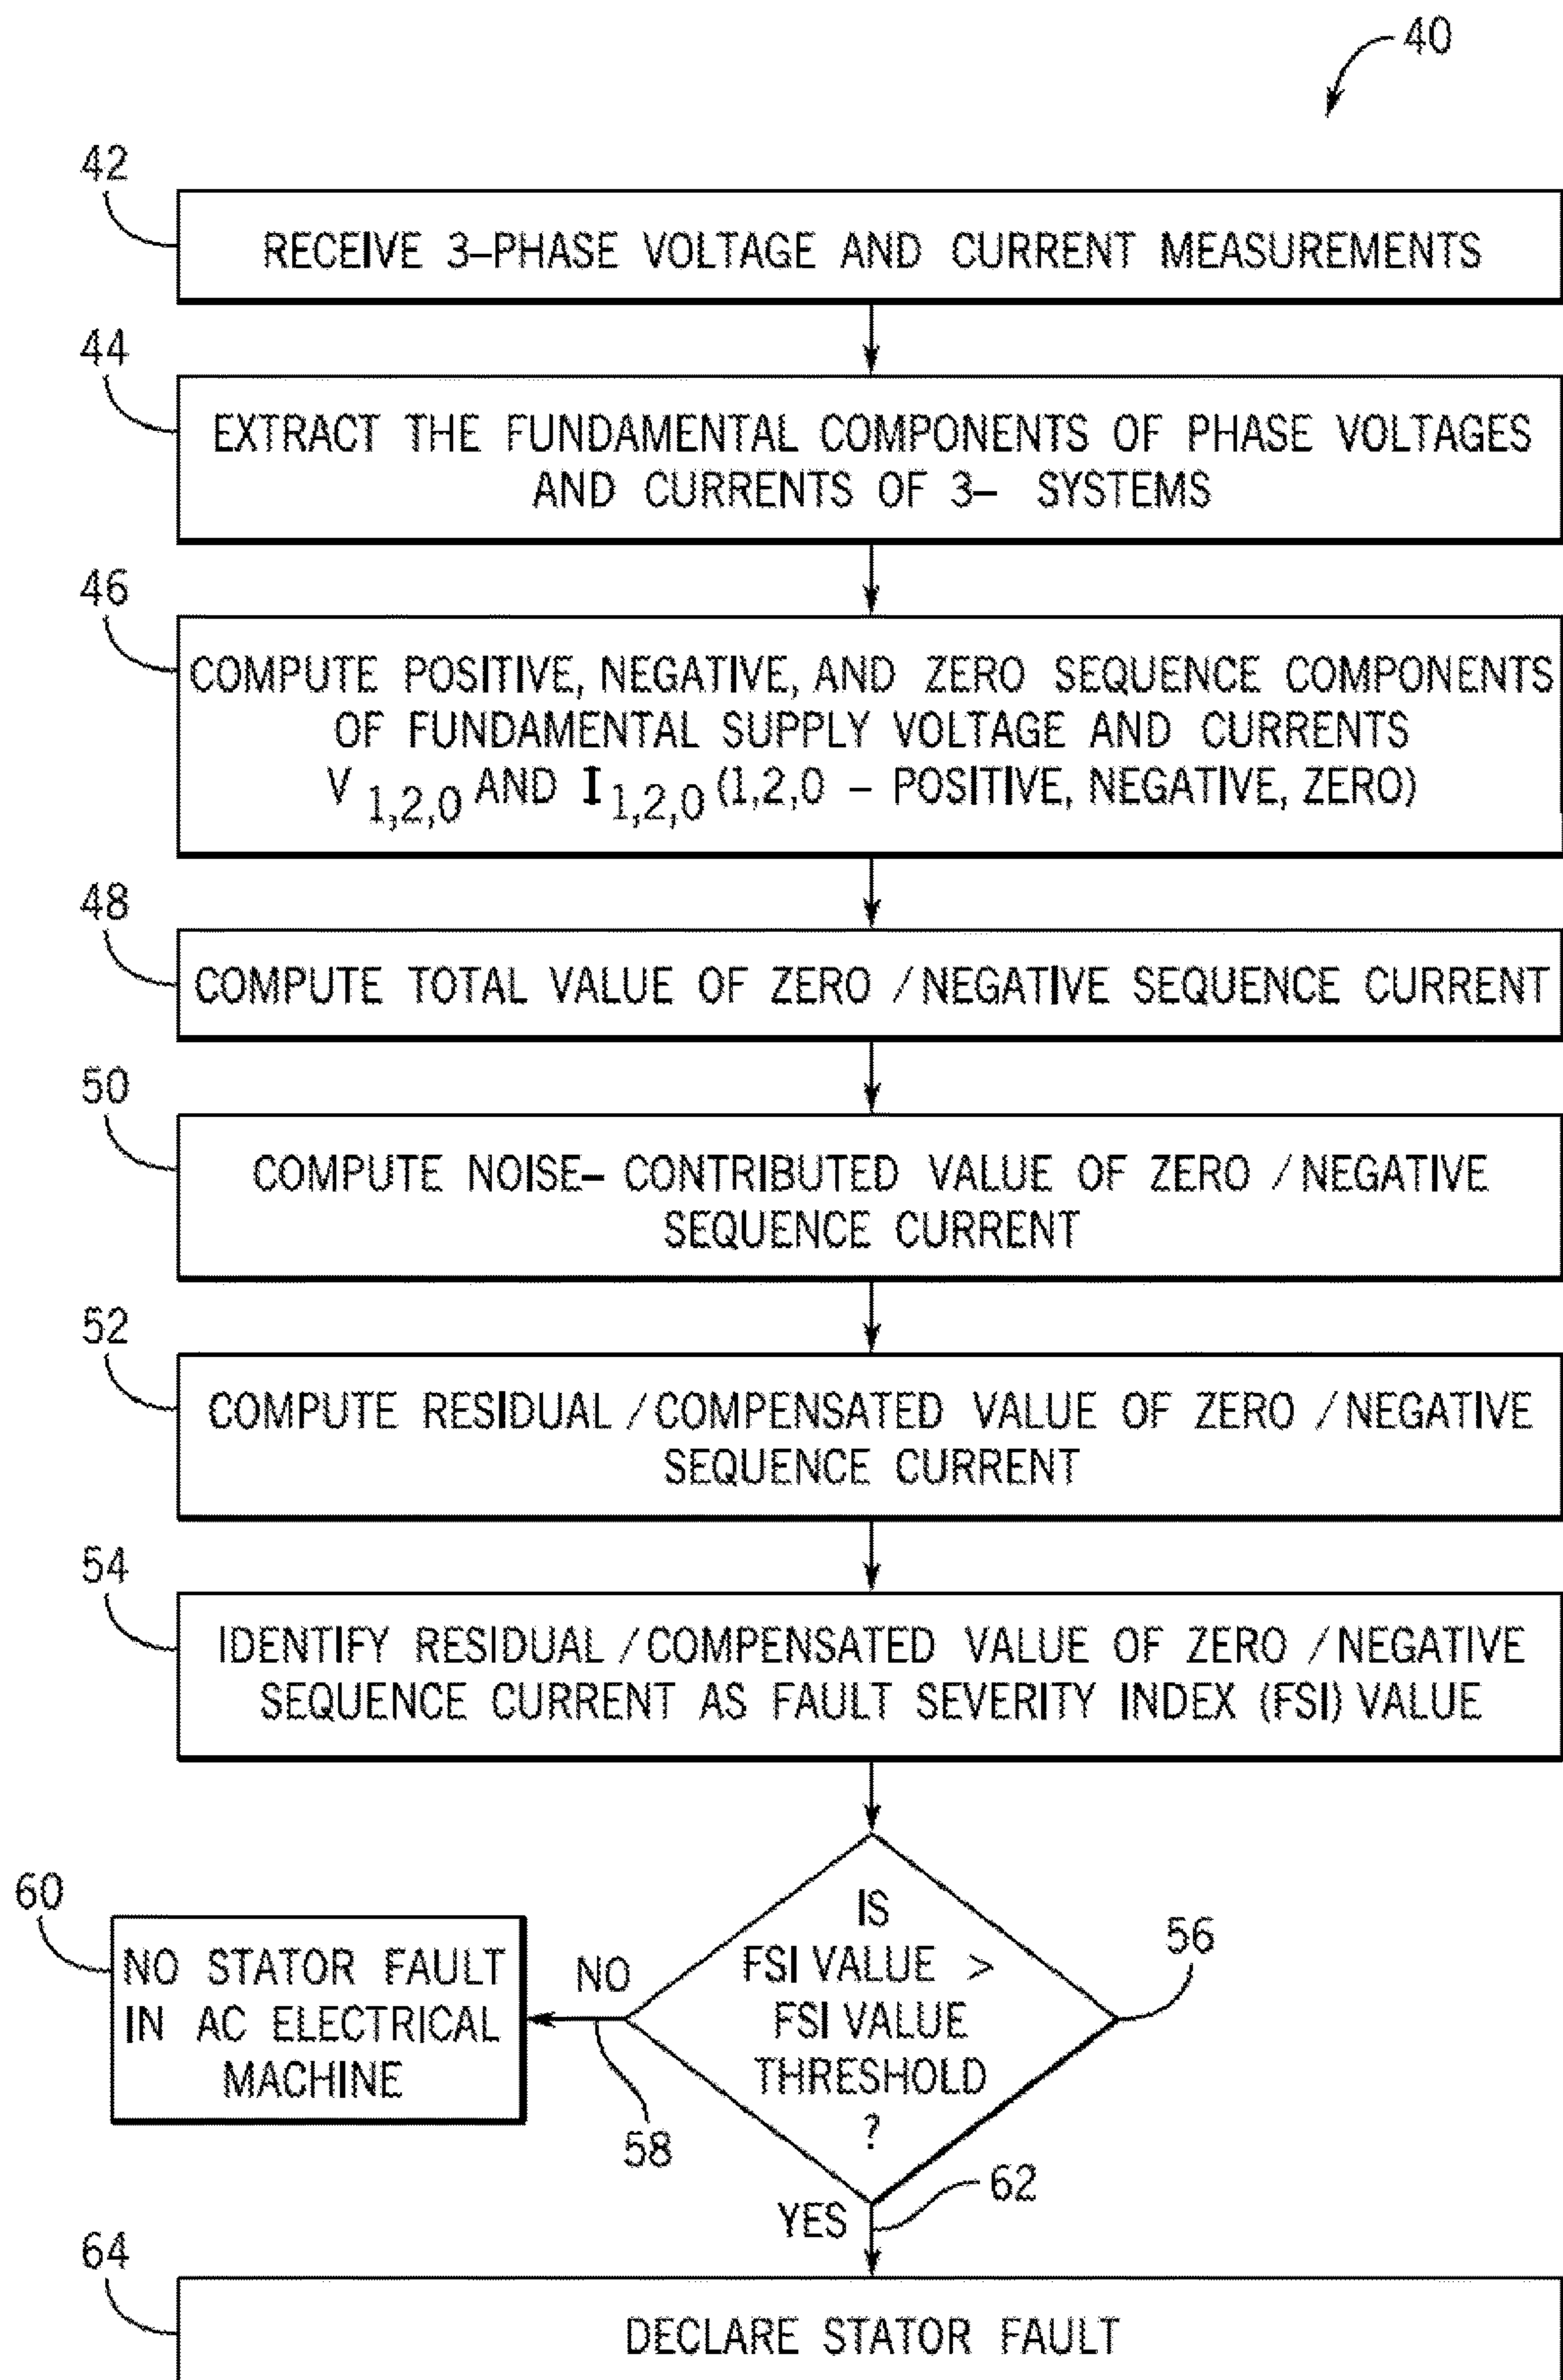 40
42
RECEIVE 3–PHASE VOLTAGE AND CURRENT MEASUREMENTS
44
EXTRACT THE FUNDAMENTAL COMPONENTS OF PHASE VOLTAGES
AND CURRENTS OF 3– SYSTEMS
46
COMPUTE POSITIVE, NEGATIVE, AND ZERO SEQUENCE COMPONENTS
OF FUNDAMENTAL SUPPLY VOLTAGE AND CURRENTS
V 1,2,0 AND I 1,2,0 (1,2,0 – POSITIVE, NEGATIVE, ZERO)
48
COMPUTE TOTAL VALUE OF ZERO /NEGATIVE SEQUENCE CURRENT
50
COMPUTE NOISE– CONTRIBUTED VALUE OF ZERO /NEGATIVE
SEQUENCE CURRENT
52
COMPUTE RESIDUAL /COMPENSATED VALUE OF ZERO /NEGATIVE
SEQUENCE CURRENT
54
IDENTIFY RESIDUAL /COMPENSATED VALUE OF ZERO /NEGATIVE
SEQUENCE CURRENT AS FAULT SEVERITY INDEX (FSI) VALUE
60
NO STATOR FAULT
IN AC ELECTRICAL
MACHINE
NO
58
IS
FSI VALUE >
FSI VALUE
THRESHOLD
?
56
YES
62
64
DECLARE STATOR FAULT